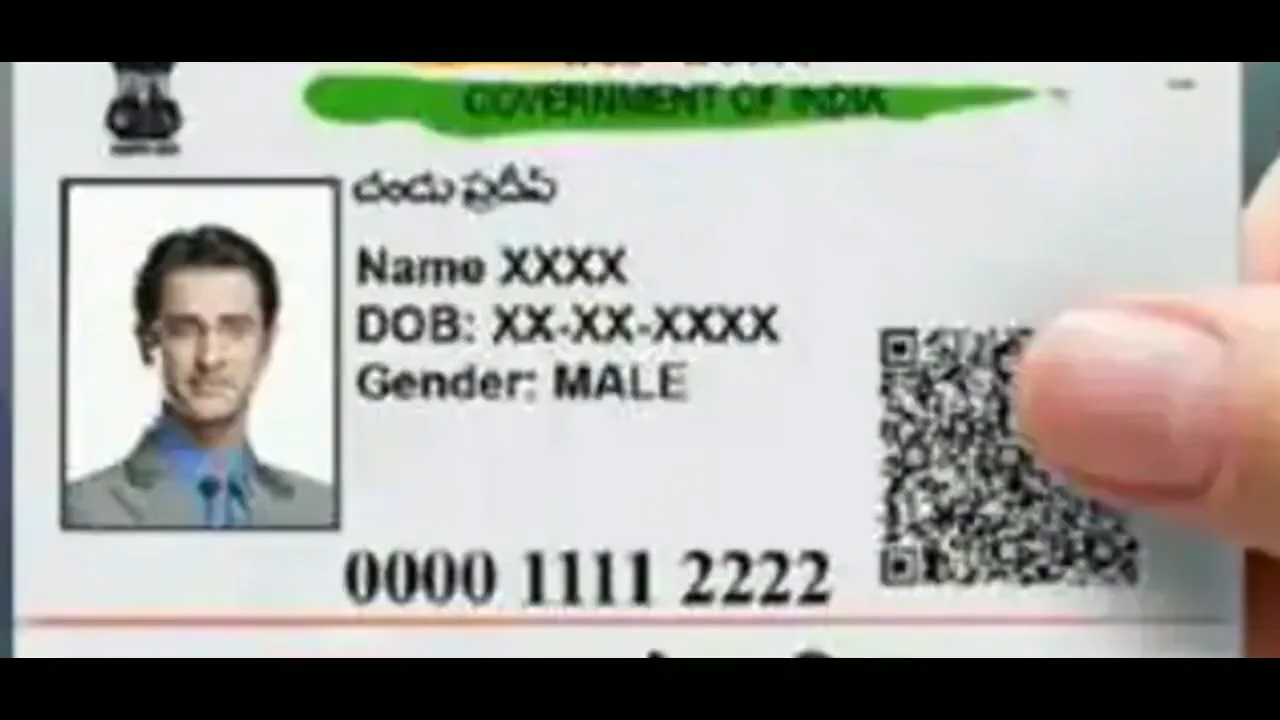 GOVERNMENT OF INDIA
చందు ప్రదీప్
Name XXXX
DOB: XX-XX-XXXX
Gender: MALE
0000 1111 2222